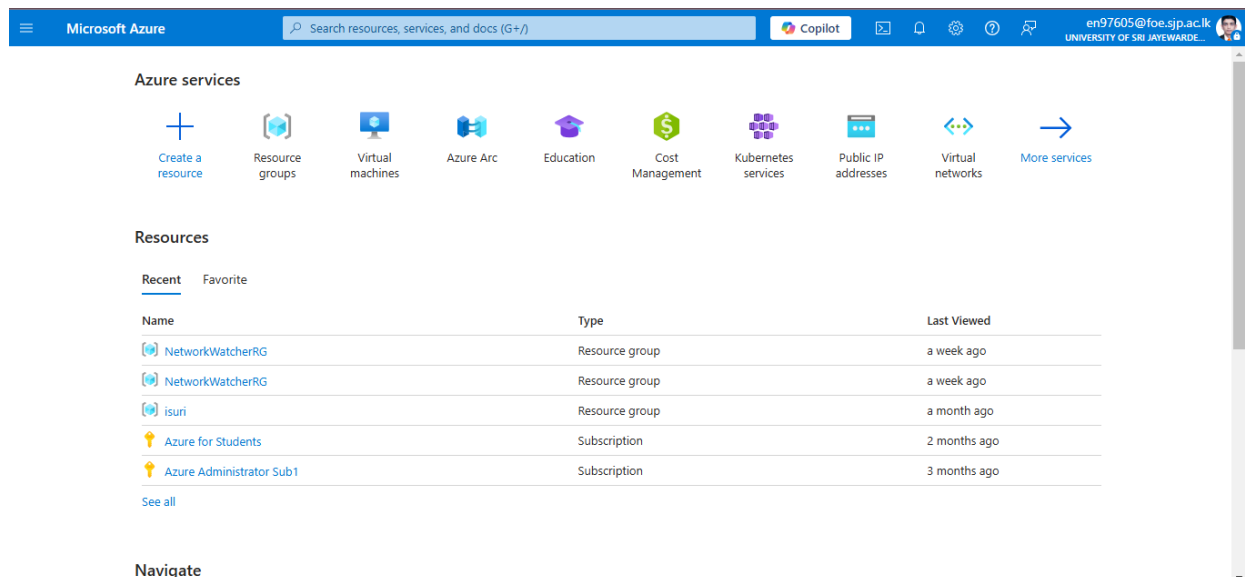 Microsoft Azure
Search resources, services, and docs (G+/)
Copilot
en97605@foe.sjp.ac.lk
UNIVERSITY OF SRI JAYEWARDE...
Azure services
Create a resource
Resource groups
Virtual machines
Azure Arc
Education
Cost Management
Kubernetes services
Public IP addresses
Virtual networks
More services
Resources
Recent Favorite
Name Type Last Viewed
NetworkWatcherRG Resource group a week ago
NetworkWatcherRG Resource group a week ago
isuri Resource group a month ago
Azure for Students Subscription 2 months ago
Azure Administrator Sub1 Subscription 3 months ago
See all
Navigate